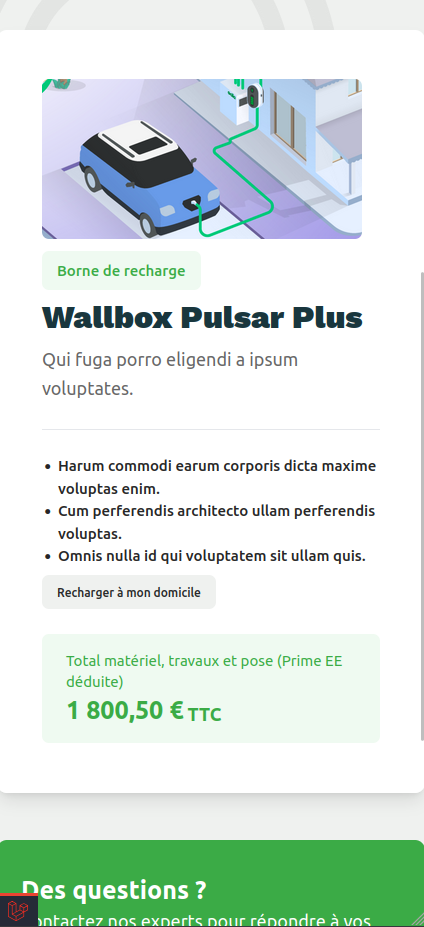 Borne de recharge
Wallbox Pulsar Plus
Qui fuga porro eligendi a ipsum
voluptates.
Harum commodi earum corporis dicta maxime
voluptas enim.
Cum perferendis architecto ullam perferendis
voluptas.
Omnis nulla id qui voluptatem sit ullam quis.
Recharger à mon domicile
Total matériel, travaux et pose (Prime EE
déduite)
1 800,50 € TTC
Des questions ?
ontactez nos experts pour répondre à vos